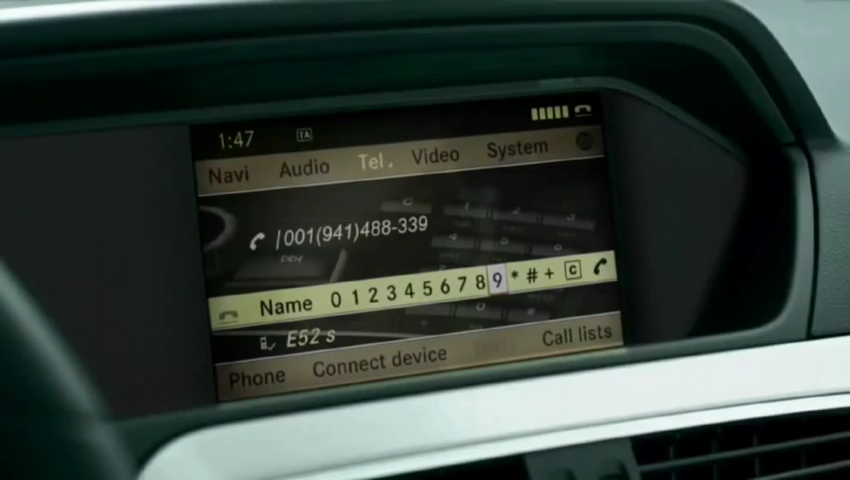 1:47 TA
Navi Audio Tel. Video System
/001(941)488-339
Name 0 1 2 3 4 5 6 7 8 9 * # + C
E52 s
Phone Connect device Call lists